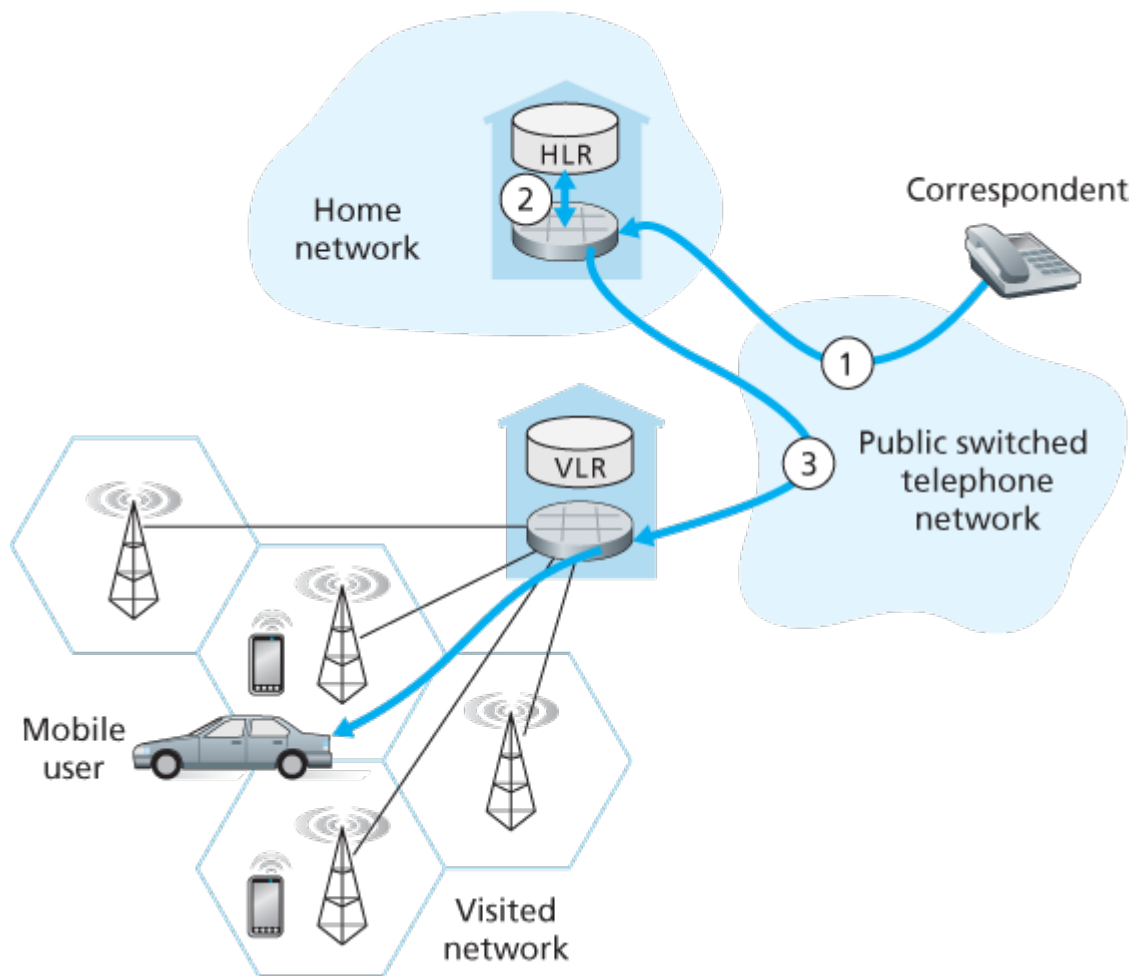 HLR
2
Home
network
Correspondent
1
VLR
3
Public switched
telephone
network
Mobile
user
Visited
network